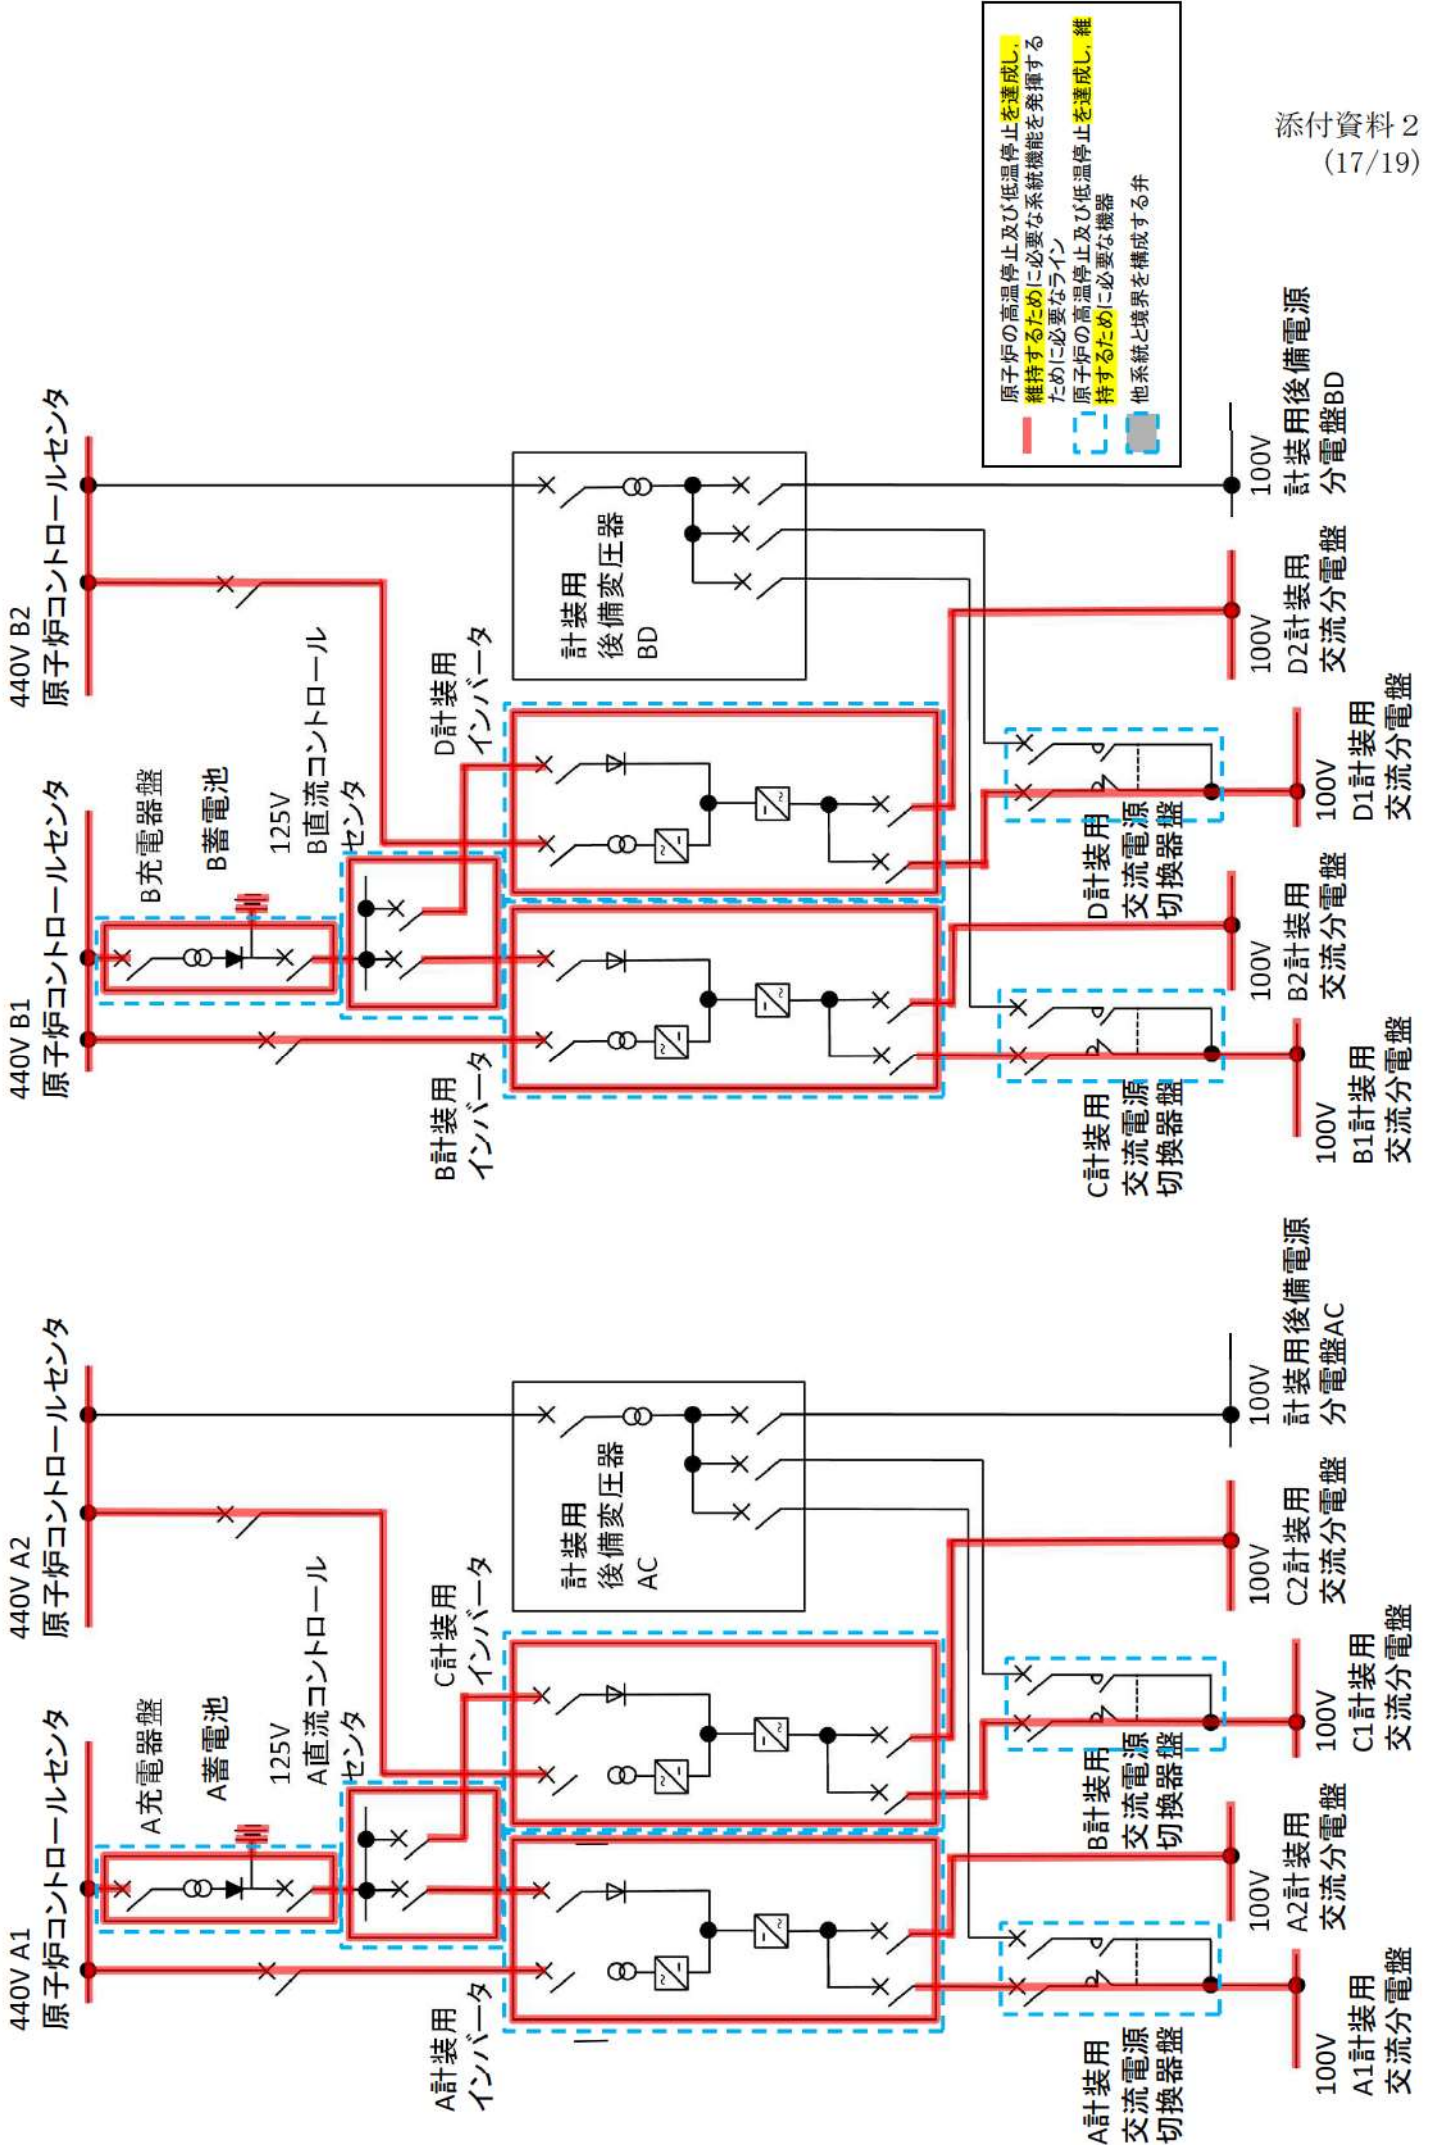 添付資料２
(17/19)
440V A1
原子炉コントロールセンタ
440V A2
原子炉コントロールセンタ
440V B1
原子炉コントロールセンタ
440V B2
原子炉コントロールセンタ
A充電器盤
A蓄電池
125V
A直流コントロール
センタ
B充電器盤
B蓄電池
125V
B直流コントロール
センタ
A計装用
インバータ
C計装用
インバータ
計装用
後備変圧器
AC
B計装用
インバータ
D計装用
インバータ
計装用
後備変圧器
BD
A計装用
交流電源
切換器盤
B計装用
交流電源
切換器盤
C計装用
交流電源
切換器盤
D計装用
交流電源
切換器盤
100V
A1計装用
交流分電盤
100V
A2計装用
交流分電盤
100V
C1計装用
交流分電盤
100V
C2計装用
交流分電盤
100V
計装用後備電源
分電盤AC
100V
B1計装用
交流分電盤
100V
B2計装用
交流分電盤
100V
D1計装用
交流分電盤
100V
D2計装用
交流分電盤
100V
計装用後備電源
分電盤BD
原子炉の高温停止及び低温停止を達成し,
維持するために必要な系統機能を発揮する
ために必要なライン
原子炉の高温停止及び低温停止を達成し, 維
持するために必要な機器
他系統と境界を構成する弁